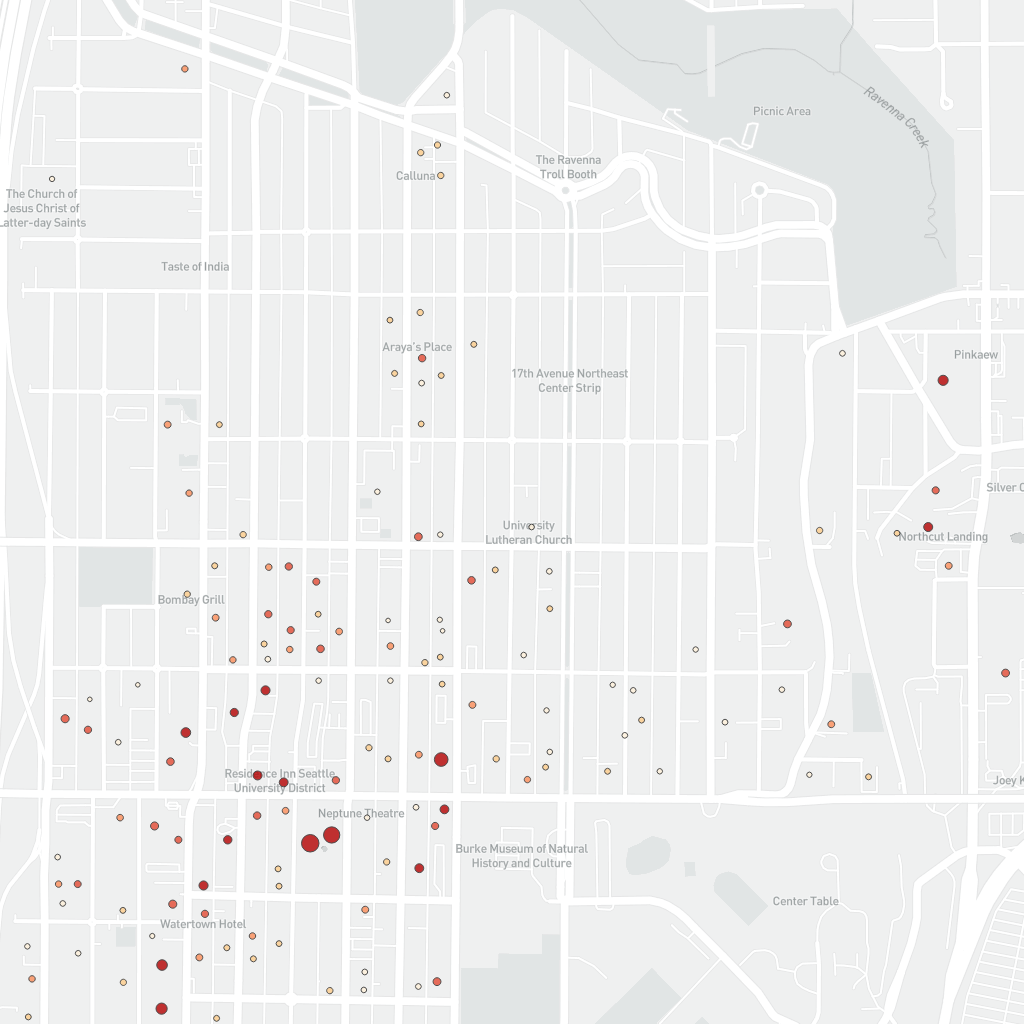 Picnic Area
Ravenna Creek
The Ravenna
Troll Booth
Calluna
The Church of
Jesus Christ of
Latter-day Saints
Taste of India
Araya's Place
Pinkaew
17th Avenue Northeast
Center Strip
Silver C
University
Lutheran Church
Northcut Landing
Bombay Grill
Residence Inn Seattle
University District
Joey K
Neptune Theatre
Burke Museum of Natural
History and Culture
Center Table
Watertown Hotel